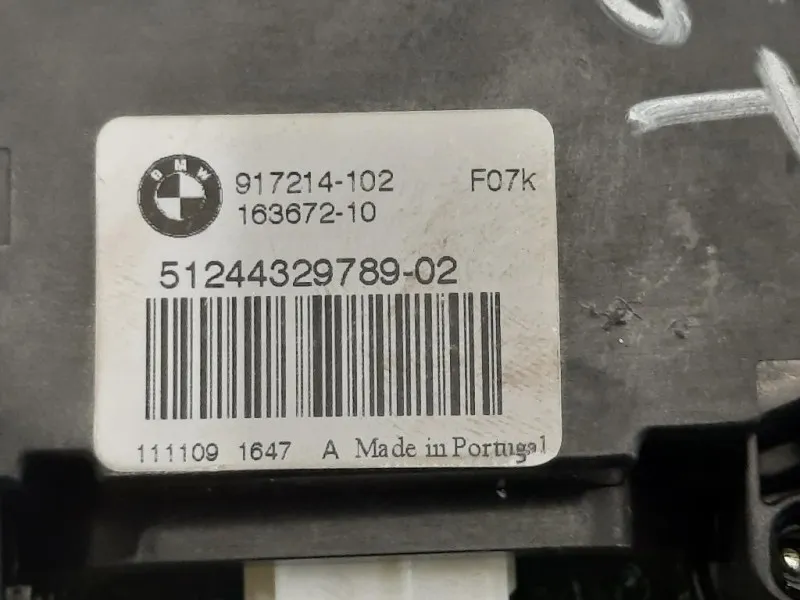 BMW
917214-102 F07k
163672-10
51244329789-02
111109 1647 A Made in Portugal